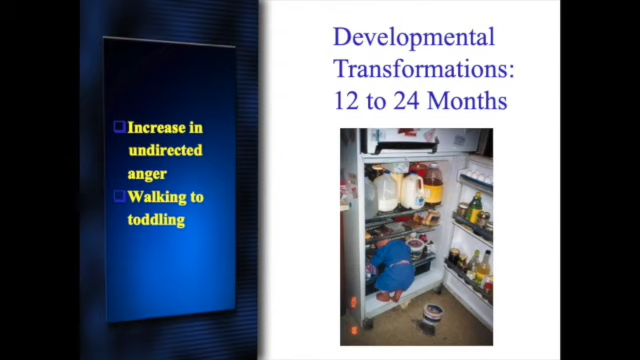 Developmental
Transformations:
12 to 24 Months
Increase in
undirected
anger
Walking to
toddling